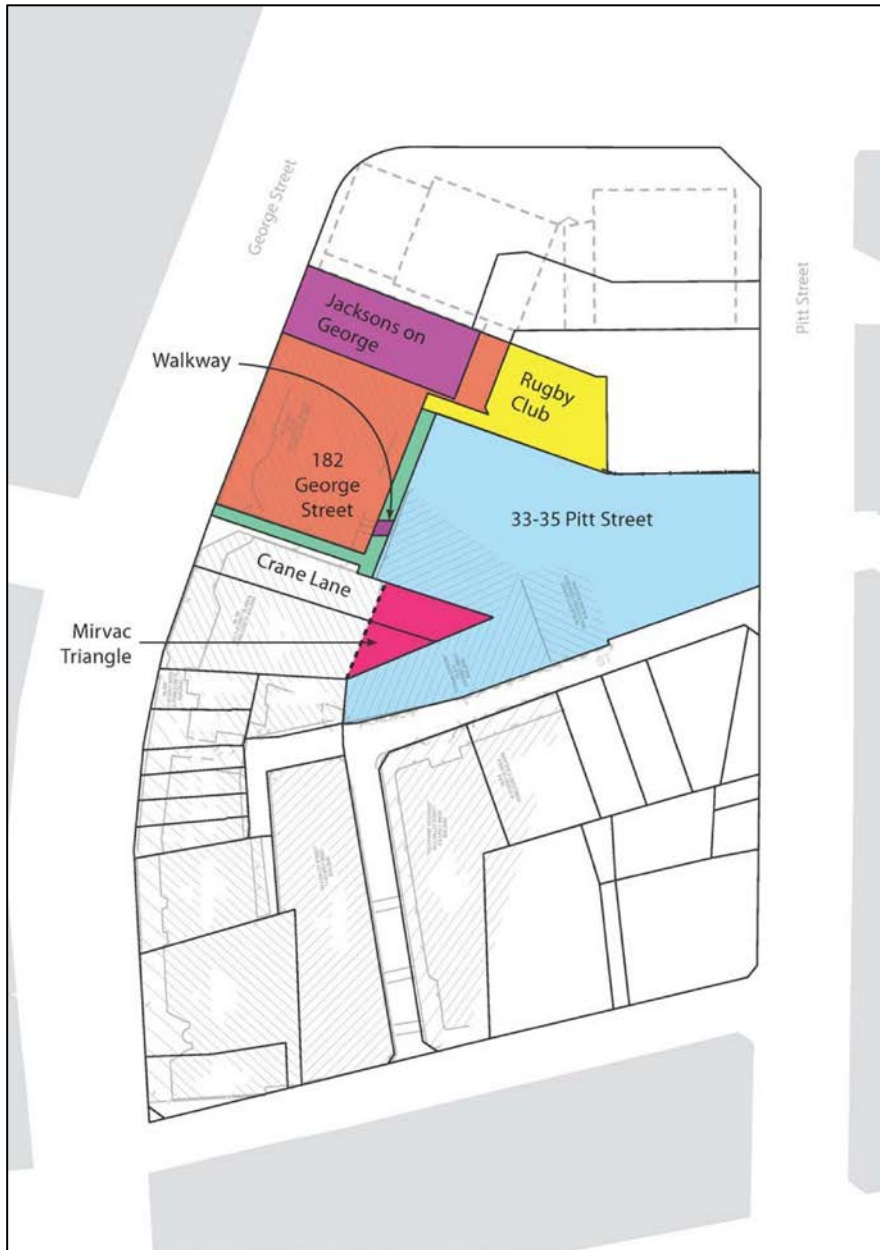 George Street
Pitt Street
Jacksons on
George
Walkway
Rugby
Club
182
George
Street
33-35 Pitt Street
Crane Lane
Mirvac
Triangle